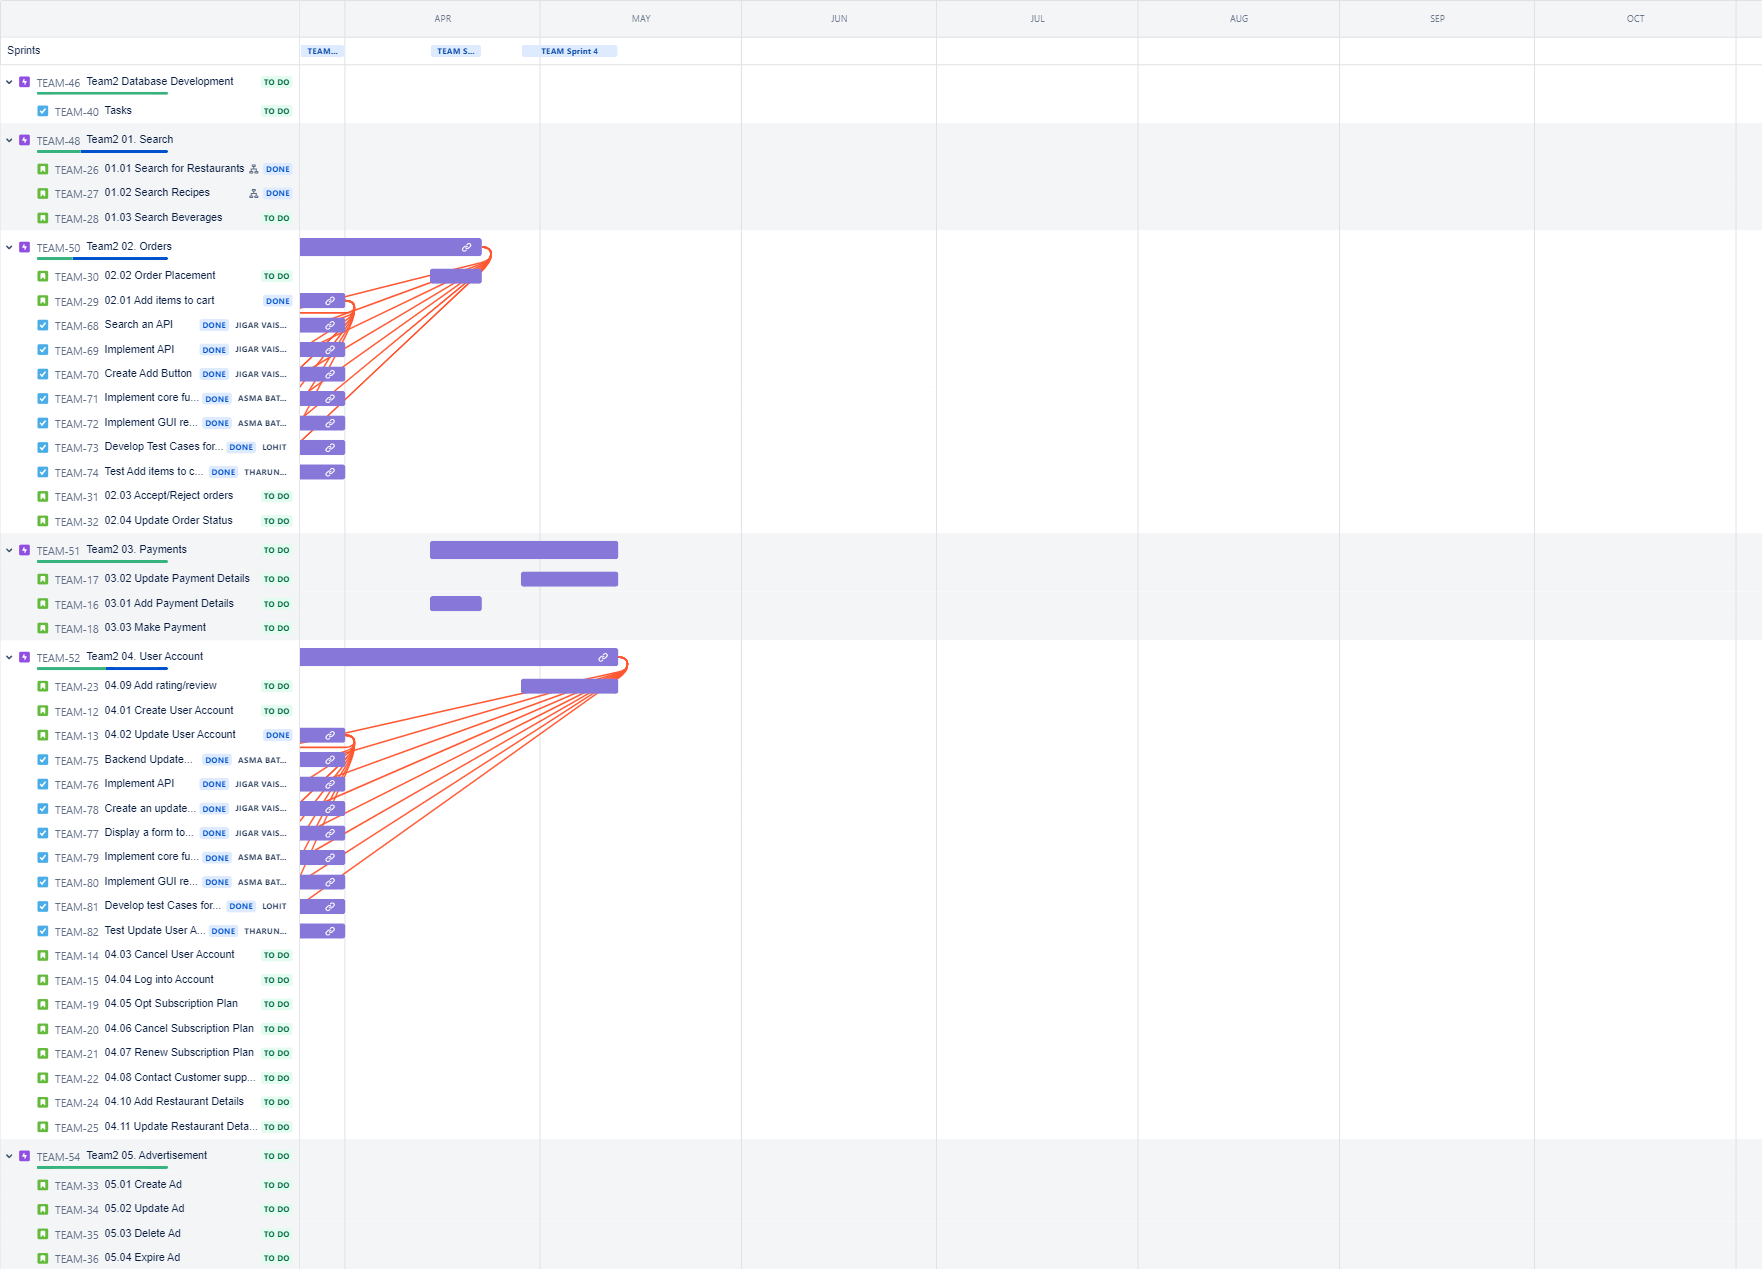 APR MAY JUN JUL AUG SEP OCT
Sprints TEAM... TEAM S... TEAM Sprint 4
TEAM-46 Team2 Database Development TO DO
TEAM-40 Tasks TO DO
TEAM-48 Team2 01. Search
TEAM-26 01.01 Search for Restaurants DONE
TEAM-27 01.02 Search Recipes DONE
TEAM-28 01.03 Search Beverages TO DO
TEAM-50 Team2 02. Orders
TEAM-30 02.02 Order Placement TO DO
TEAM-29 02.01 Add items to cart DONE
TEAM-68 Search an API DONE JIGAR VAIS...
TEAM-69 Implement API DONE JIGAR VAIS...
TEAM-70 Create Add Button DONE JIGAR VAIS...
TEAM-71 Implement core fu... DONE ASMA BAT...
TEAM-72 Implement GUI re... DONE ASMA BAT...
TEAM-73 Develop Test Cases for... DONE LOHIT
TEAM-74 Test Add items to c... DONE THARUN...
TEAM-31 02.03 Accept/Reject orders TO DO
TEAM-32 02.04 Update Order Status TO DO
TEAM-51 Team2 03. Payments TO DO
TEAM-17 03.02 Update Payment Details TO DO
TEAM-16 03.01 Add Payment Details TO DO
TEAM-18 03.03 Make Payment TO DO
TEAM-52 Team2 04. User Account
TEAM-23 04.09 Add rating/review TO DO
TEAM-12 04.01 Create User Account TO DO
TEAM-13 04.02 Update User Account DONE
TEAM-75 Backend Update... DONE ASMA BAT...
TEAM-76 Implement API DONE JIGAR VAIS...
TEAM-78 Create an update... DONE JIGAR VAIS...
TEAM-77 Display a form to... DONE JIGAR VAIS...
TEAM-79 Implement core fu... DONE ASMA BAT...
TEAM-80 Implement GUI re... DONE ASMA BAT...
TEAM-81 Develop test Cases for... DONE LOHIT
TEAM-82 Test Update User A... DONE THARUN...
TEAM-14 04.03 Cancel User Account TO DO
TEAM-15 04.04 Log into Account TO DO
TEAM-19 04.05 Opt Subscription Plan TO DO
TEAM-20 04.06 Cancel Subscription Plan TO DO
TEAM-21 04.07 Renew Subscription Plan TO DO
TEAM-22 04.08 Contact Customer supp... TO DO
TEAM-24 04.10 Add Restaurant Details TO DO
TEAM-25 04.11 Update Restaurant Deta... TO DO
TEAM-54 Team2 05. Advertisement TO DO
TEAM-33 05.01 Create Ad TO DO
TEAM-34 05.02 Update Ad TO DO
TEAM-35 05.03 Delete Ad TO DO
TEAM-36 05.04 Expire Ad TO DO